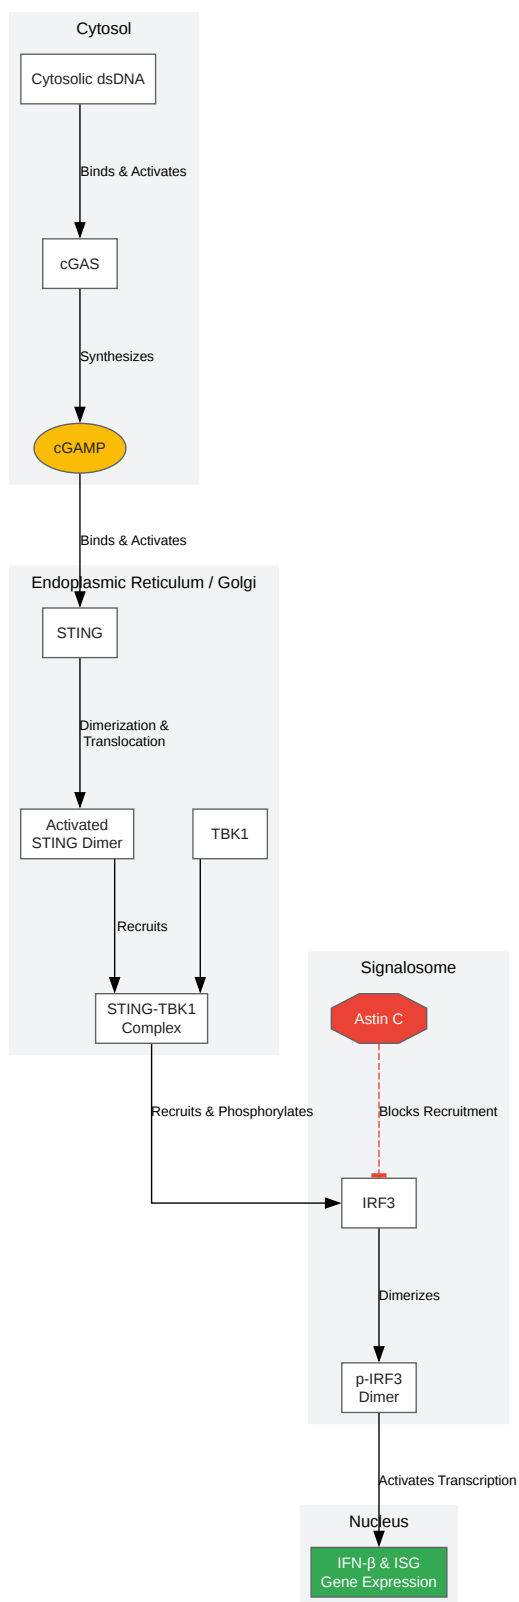 Cytosol
Cytosolic dsDNA
Binds & Activates
cGAS
Synthesizes
cGAMP
Binds & Activates
Endoplasmic Reticulum / Golgi
STING
Dimerization &
Translocation
Activated
STING Dimer
TBK1
Recruits
STING-TBK1
Complex
Signalosome
Astin C
Recruits & Phosphorylates
Blocks Recruitment
IRF3
Dimerizes
p-IRF3
Dimer
Activates Transcription
Nucleus
IFN-β & ISG
Gene Expression